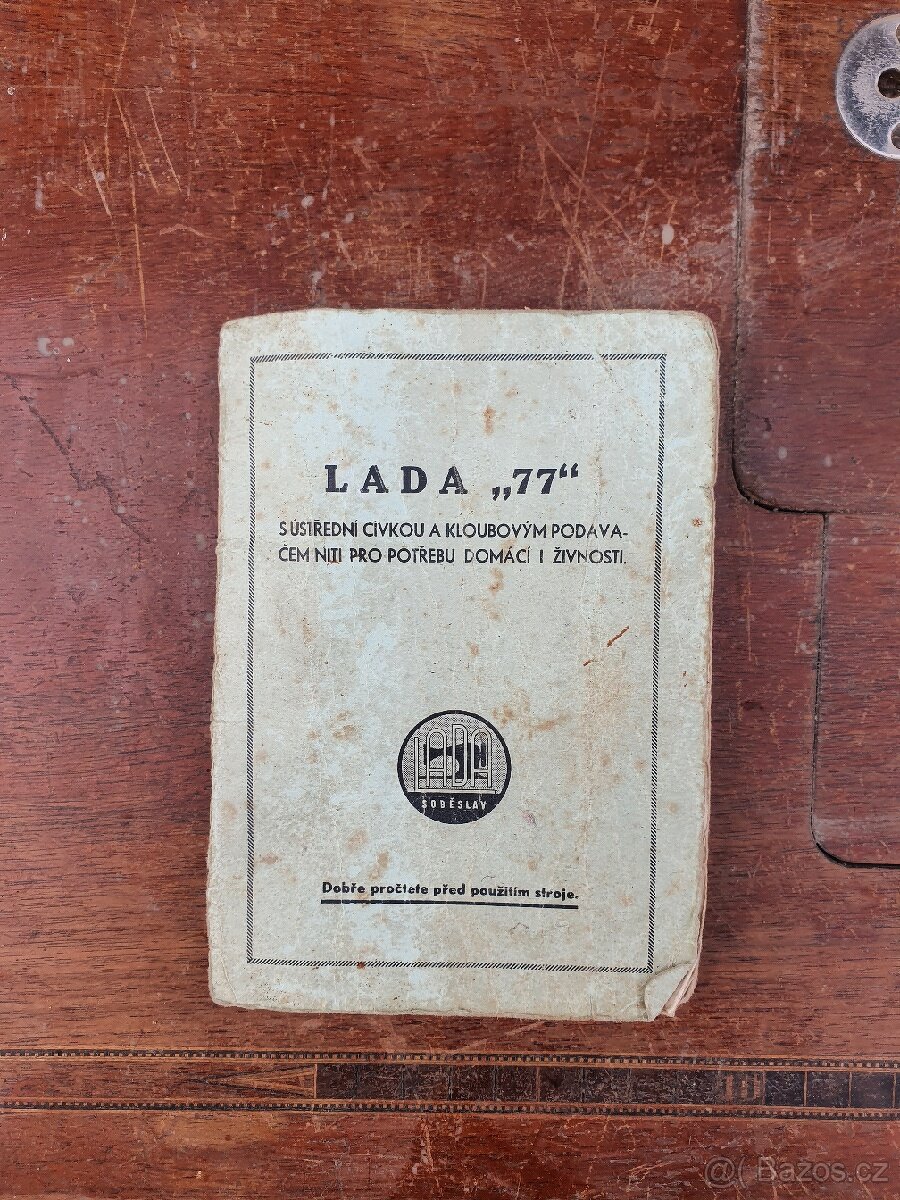 LADA „77“
S ÚSTŘEDNÍ CÍVKOU A KLOUBOVÝM PODAVA-
ČEM NITI PRO POTŘEBU DOMÁCÍ I ŽIVNOSTI.
LADA
SOBĚSLAV
Dobře pročtete před použitím stroje.
@( Bazos.cz